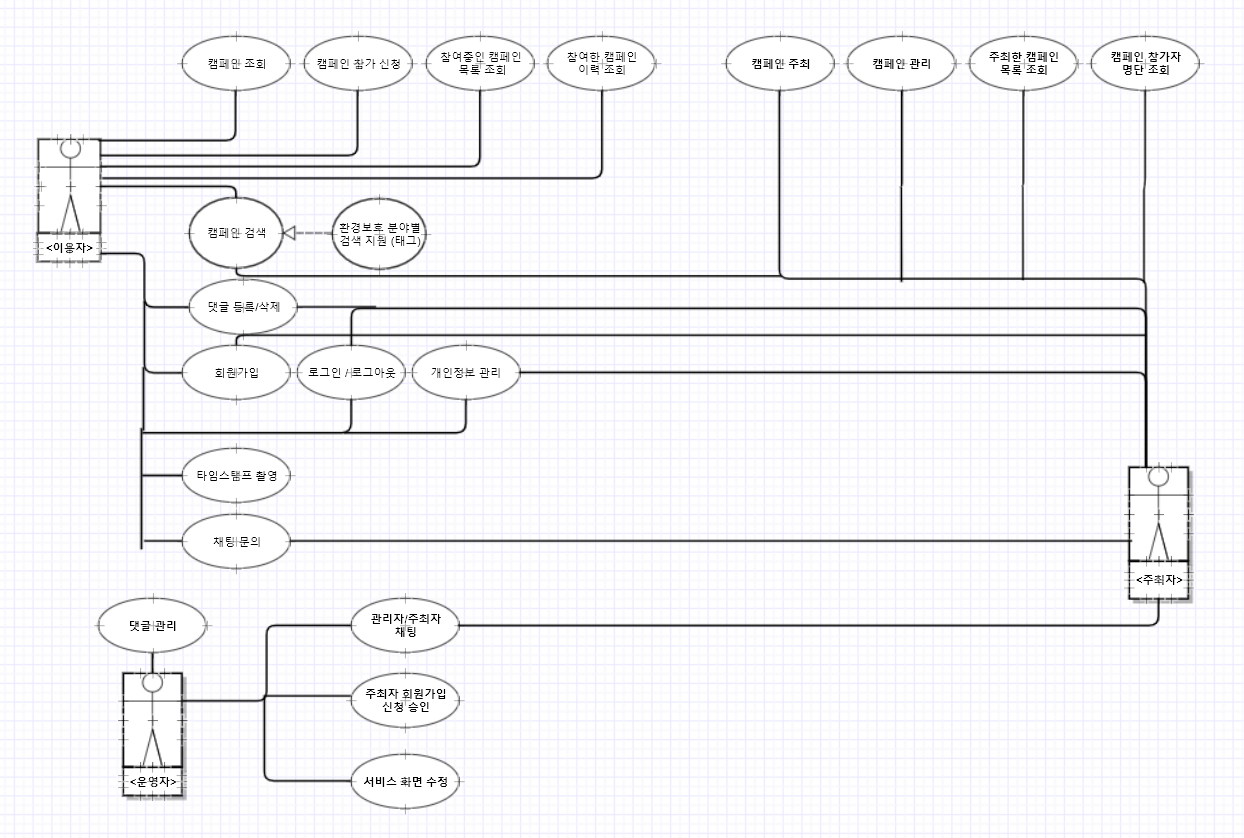 캠페인 조회
캠페인 참가 신청
참여중인 캠페인
목록 조회
참여한 캠페인
이력 조회
캠페인 주최
캠페인 관리
주최한 캠페인
목록 조회
캠페인 참가자
명단 조회
<이용자>
캠페인 검색
환경보호 분야별
검색 지원 (태그)
댓글 등록/삭제
회원가입
로그인 / 로그아웃
개인정보 관리
타임스탬프 촬영
채팅 문의
<주최자>
댓글 관리
관리자/주최자
채팅
주최자 회원가입
신청 승인
<운영자>
서비스 화면 수정